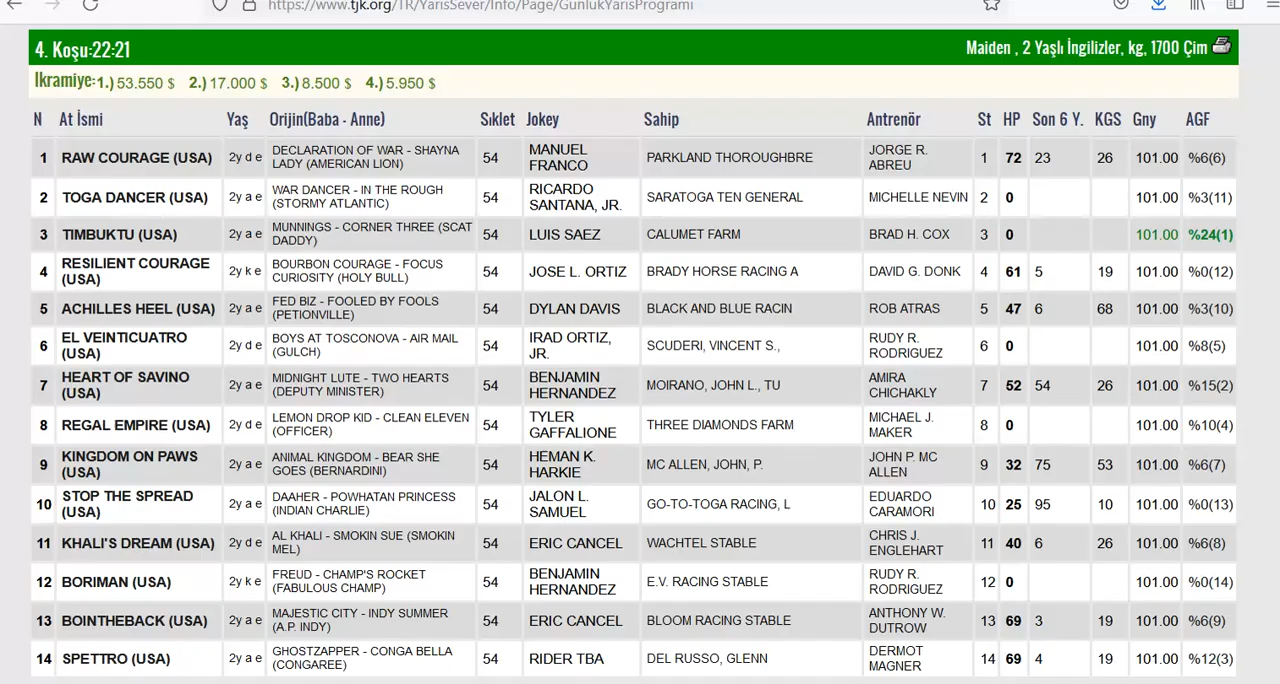 https://www.tjk.org/TR/YarisSever/Info/Page/GunlukYarisProgrami
4. Koşu:22:21 Maiden , 2 Yaşlı İngilizler, kg, 1700 Çim
Ikramiye:1.) 53.550 $ 2.) 17.000 $ 3.) 8.500 $ 4.) 5.950 $
N At İsmi Yaş Orijin(Baba - Anne) Sıklet Jokey Sahip Antrenör St HP Son 6 Y. KGS Gny AGF
1 RAW COURAGE (USA) 2y d e DECLARATION OF WAR - SHAYNA LADY (AMERICAN LION) 54 MANUEL FRANCO PARKLAND THOROUGHBRE JORGE R. ABREU 1 72 23 26 101.00 %6(6)
2 TOGA DANCER (USA) 2y a e WAR DANCER - IN THE ROUGH (STORMY ATLANTIC) 54 RICARDO SANTANA, JR. SARATOGA TEN GENERAL MICHELLE NEVIN 2 0 101.00 %3(11)
3 TIMBUKTU (USA) 2y a e MUNNINGS - CORNER THREE (SCAT DADDY) 54 LUIS SAEZ CALUMET FARM BRAD H. COX 3 0 101.00 %24(1)
4 RESILIENT COURAGE (USA) 2y k e BOURBON COURAGE - FOCUS CURIOSITY (HOLY BULL) 54 JOSE L. ORTIZ BRADY HORSE RACING A DAVID G. DONK 4 61 5 19 101.00 %0(12)
5 ACHILLES HEEL (USA) 2y a e FED BIZ - FOOLED BY FOOLS (PETIONVILLE) 54 DYLAN DAVIS BLACK AND BLUE RACIN ROB ATRAS 5 47 6 68 101.00 %3(10)
6 EL VEINTICUATRO (USA) 2y d e BOYS AT TOSCONOVA - AIR MAIL (GULCH) 54 IRAD ORTIZ, JR. SCUDERI, VINCENT S., RUDY R. RODRIGUEZ 6 0 101.00 %8(5)
7 HEART OF SAVINO (USA) 2y a e MIDNIGHT LUTE - TWO HEARTS (DEPUTY MINISTER) 54 BENJAMIN HERNANDEZ MOIRANO, JOHN L., TU AMIRA CHICHAKLY 7 52 54 26 101.00 %15(2)
8 REGAL EMPIRE (USA) 2y d e LEMON DROP KID - CLEAN ELEVEN (OFFICER) 54 TYLER GAFFALIONE THREE DIAMONDS FARM MICHAEL J. MAKER 8 0 101.00 %10(4)
9 KINGDOM ON PAWS (USA) 2y a e ANIMAL KINGDOM - BEAR SHE GOES (BERNARDINI) 54 HEMAN K. HARKIE MC ALLEN, JOHN, P. JOHN P. MC ALLEN 9 32 75 53 101.00 %6(7)
10 STOP THE SPREAD (USA) 2y a e DAAHER - POWHATAN PRINCESS (INDIAN CHARLIE) 54 JALON L. SAMUEL GO-TO-TOGA RACING, L EDUARDO CARAMORI 10 25 95 10 101.00 %0(13)
11 KHALI'S DREAM (USA) 2y d e AL KHALI - SMOKIN SUE (SMOKIN MEL) 54 ERIC CANCEL WACHTEL STABLE CHRIS J. ENGLEHART 11 40 6 26 101.00 %6(8)
12 BORIMAN (USA) 2y k e FREUD - CHAMP'S ROCKET (FABULOUS CHAMP) 54 BENJAMIN HERNANDEZ E.V. RACING STABLE RUDY R. RODRIGUEZ 12 0 101.00 %0(14)
13 BOINTHEBACK (USA) 2y a e MAJESTIC CITY - INDY SUMMER (A.P. INDY) 54 ERIC CANCEL BLOOM RACING STABLE ANTHONY W. DUTROW 13 69 3 19 101.00 %6(9)
14 SPETTRO (USA) 2y a e GHOSTZAPPER - CONGA BELLA (CONGAREE) 54 RIDER TBA DEL RUSSO, GLENN DERMOT MAGNER 14 69 4 19 101.00 %12(3)